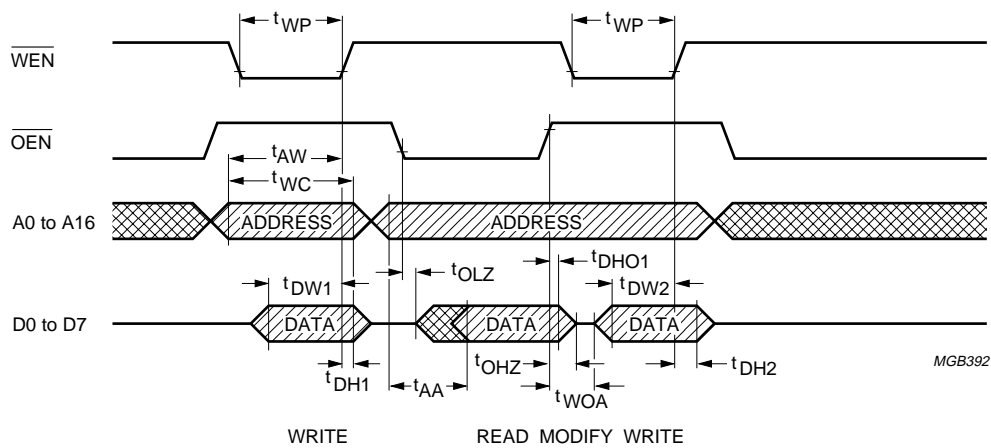 tWP tWP
WEN
OEN
tAW
tWC
A0 to A16 ADDRESS ADDRESS
tOLZ tDHO1
tDW1 tDW2
D0 to D7 DATA DATA DATA
tDH1 tAA tOHZ tWOA tDH2
MGB392
WRITE READ MODIFY WRITE